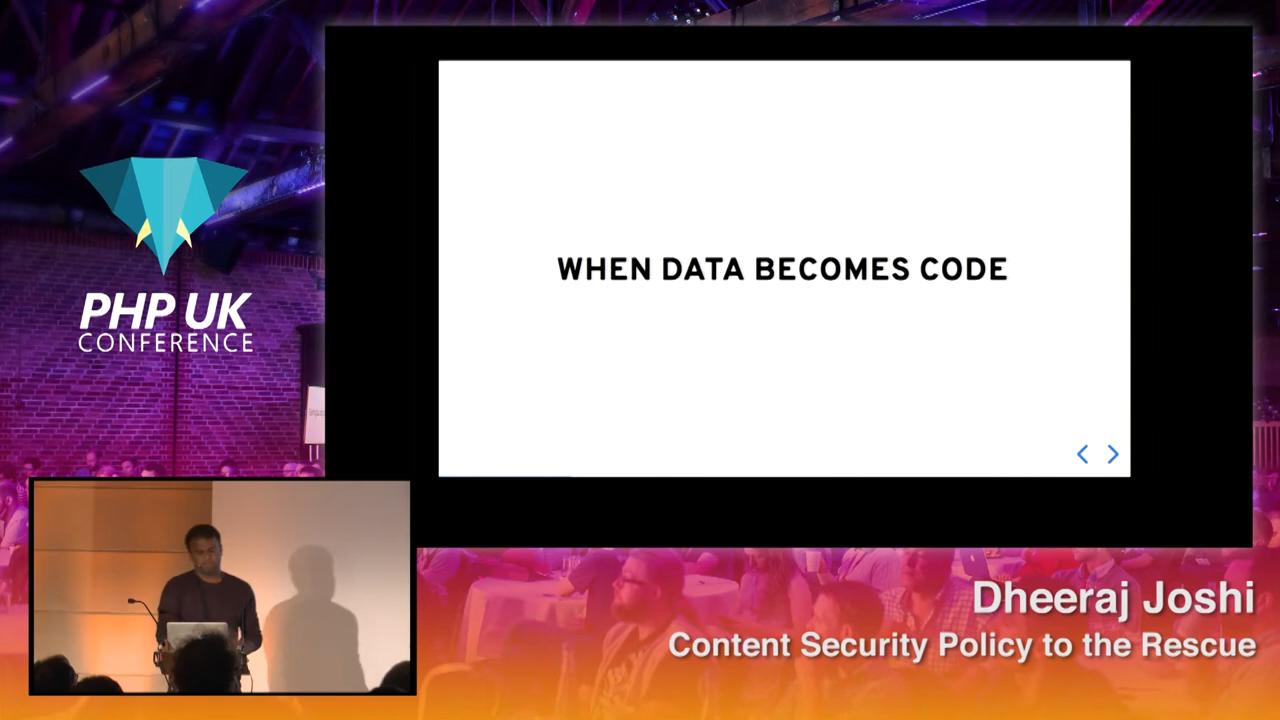 WHEN DATA BECOMES CODE
PHP UK
CONFERENCE
Dheeraj Joshi
Content Security Policy to the Rescue